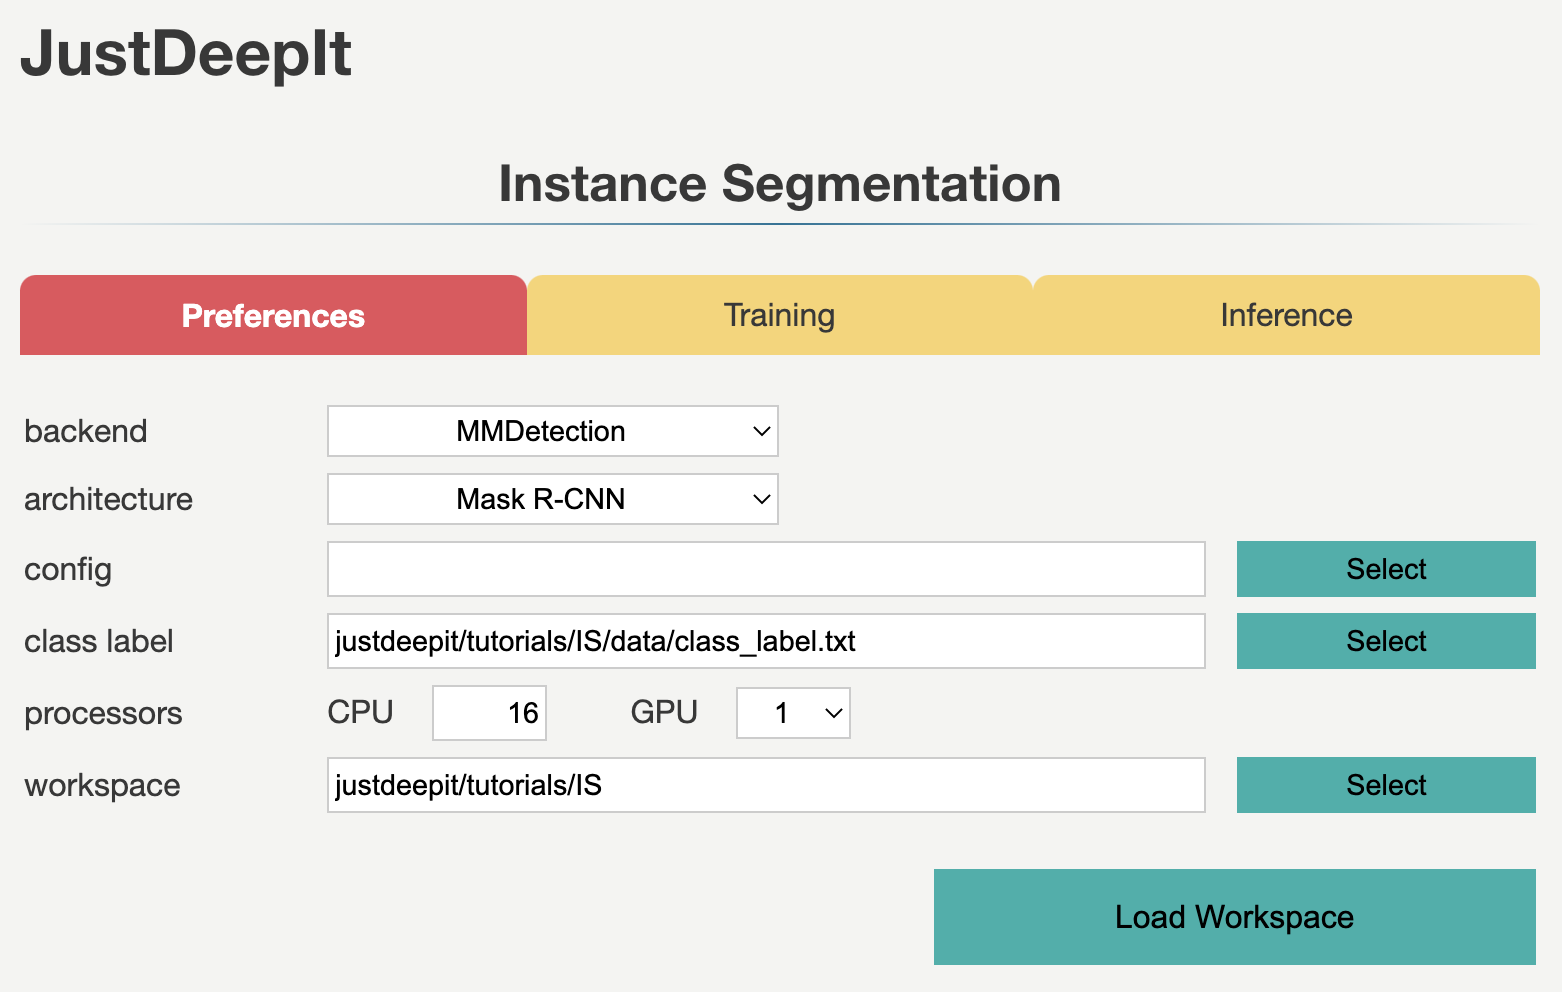 JustDeepIt
Instance Segmentation
Preferences Training Inference
backend MMDetection
architecture Mask R-CNN
config Select
class label justdeepit/tutorials/IS/data/class_label.txt Select
processors CPU 16 GPU 1
workspace justdeepit/tutorials/IS Select
Load Workspace